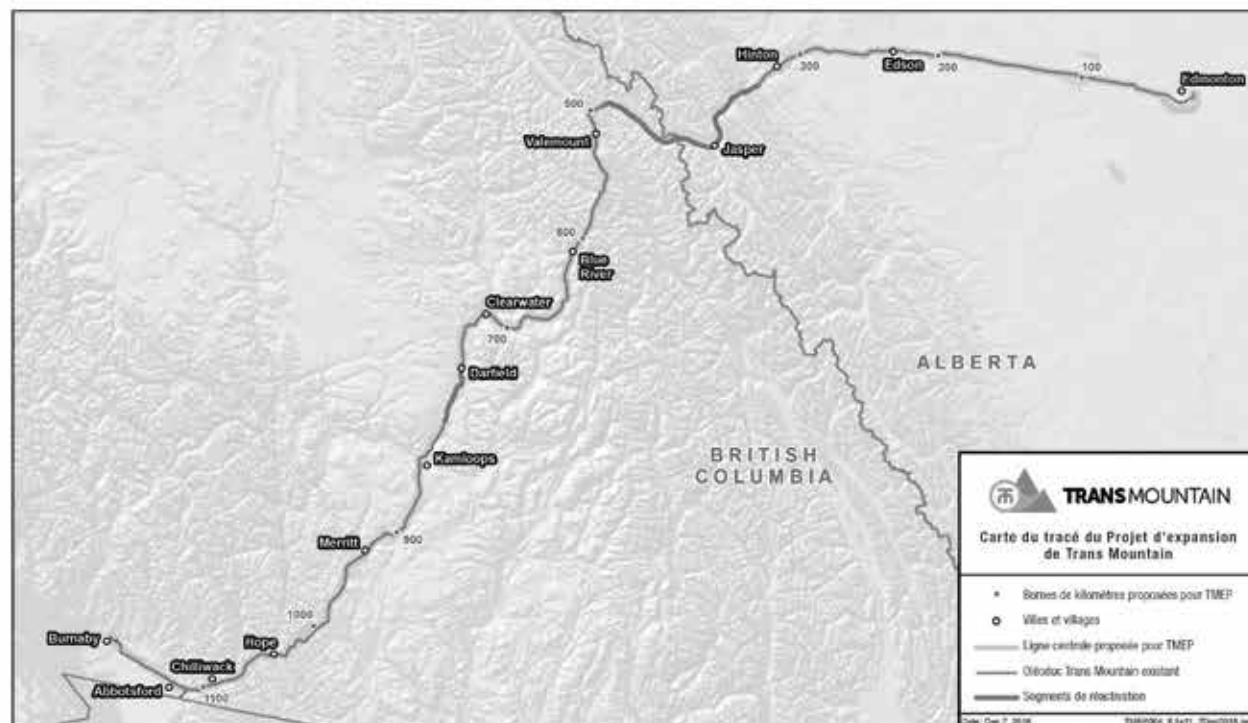 Hinton
300
Edson
200
100
Edmonton
500
Valemount
Jasper
600
Blue
River
Clearwater
700
Darfield
ALBERTA
BRITISH
COLUMBIA
Kamloops
Merritt
900
1000
Burnaby
Hope
Chilliwack
Abbotsford
1100
TRANSMOUNTAIN
Carte du tracé du Projet d'expansion
de Trans Mountain
Bornes de kilomètres proposées pour TMEP
Villes et villages
Ligne centrale proposée pour TMEP
Oléoduc Trans Mountain existant
Segments de réactivation